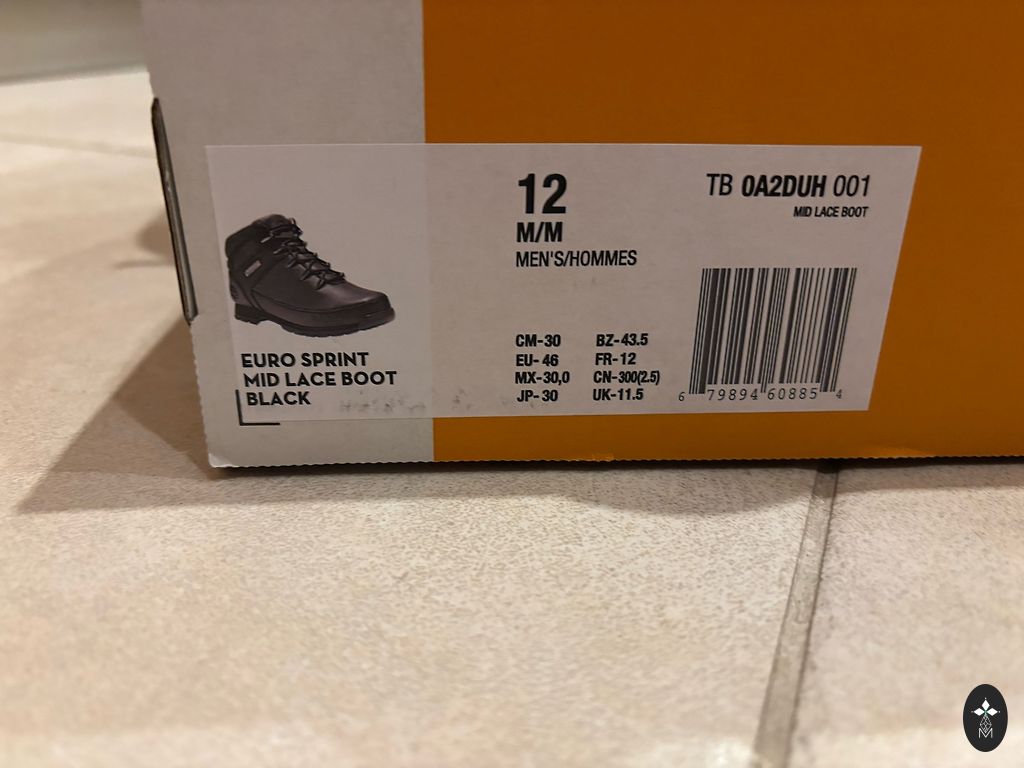 12
M/M
MEN'S/HOMMES
TB 0A2DUH 001
MID LACE BOOT
EURO SPRINT
MID LACE BOOT
BLACK
CM-30 BZ-43.5
EU-46 FR-12
MX-30,0 CN-300(2.5)
JP-30 UK-11.5
6 79894 60885 4
M